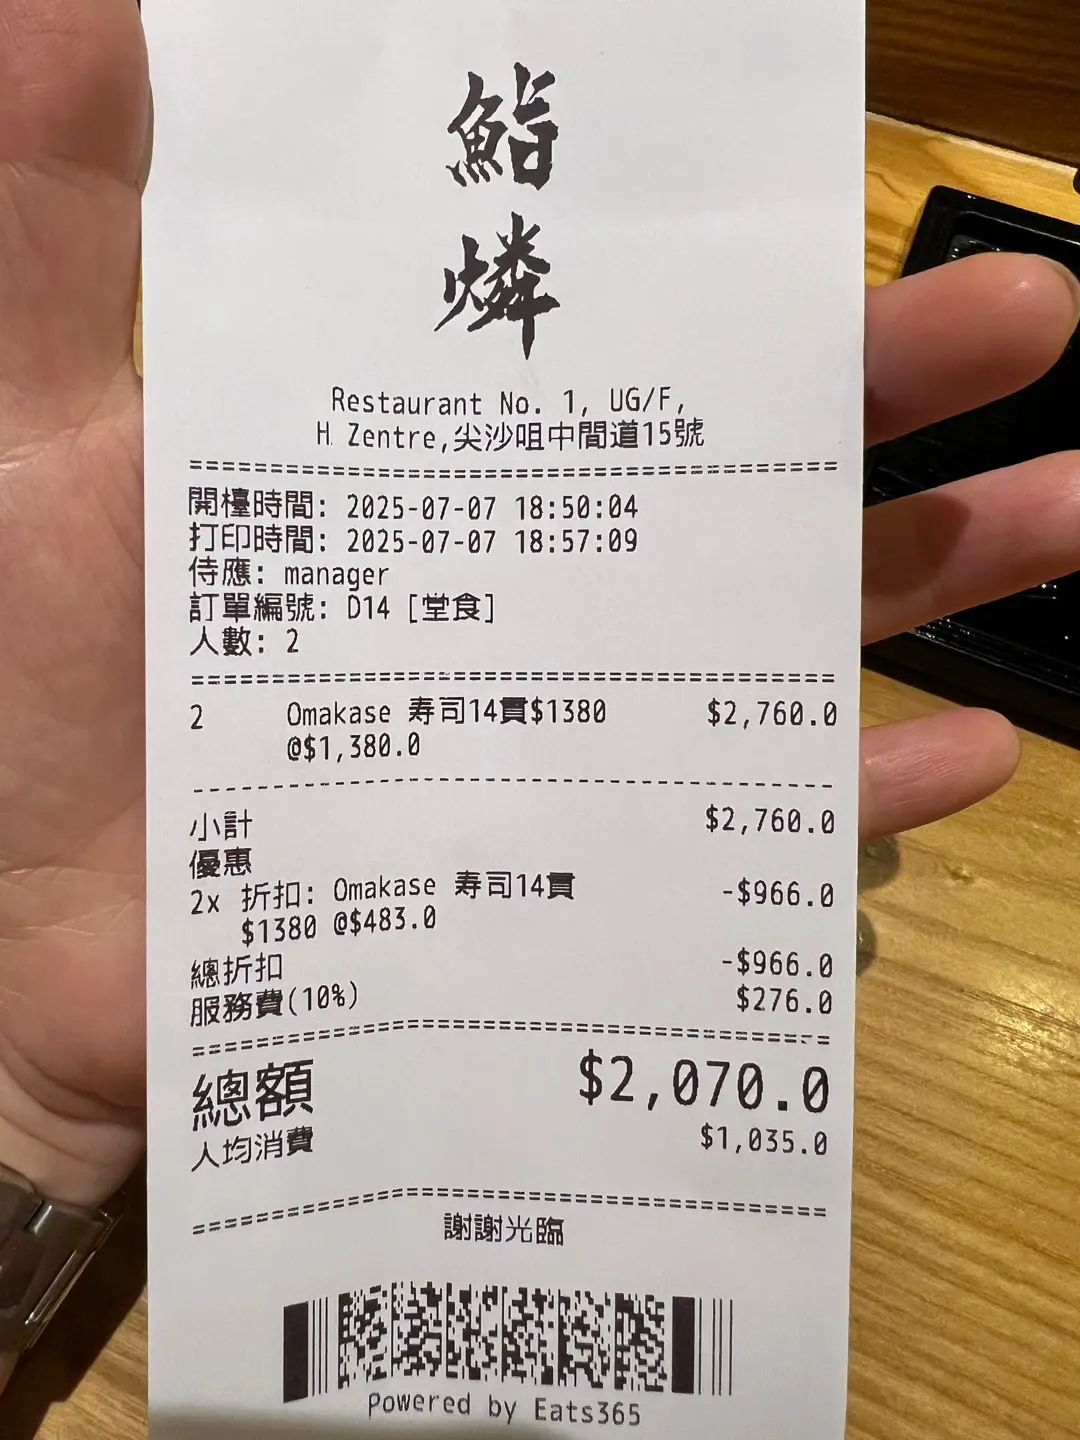 鮨
燐
Restaurant No. 1, UG/F,
H Zentre,尖沙咀中間道15號
開檯時間: 2025-07-07 18:50:04
打印時間: 2025-07-07 18:57:09
侍應: manager
訂單編號: D14 [堂食]
人數: 2
2 Omakase 寿司14貫$1380 $2,760.0
@$1,380.0
小計 $2,760.0
優惠
2x 折扣: Omakase 寿司14貫 -$966.0
$1380 @$483.0
總折扣 -$966.0
服務費(10%) $276.0
總額 $2,070.0
人均消費 $1,035.0
謝謝光臨
Powered by Eats365